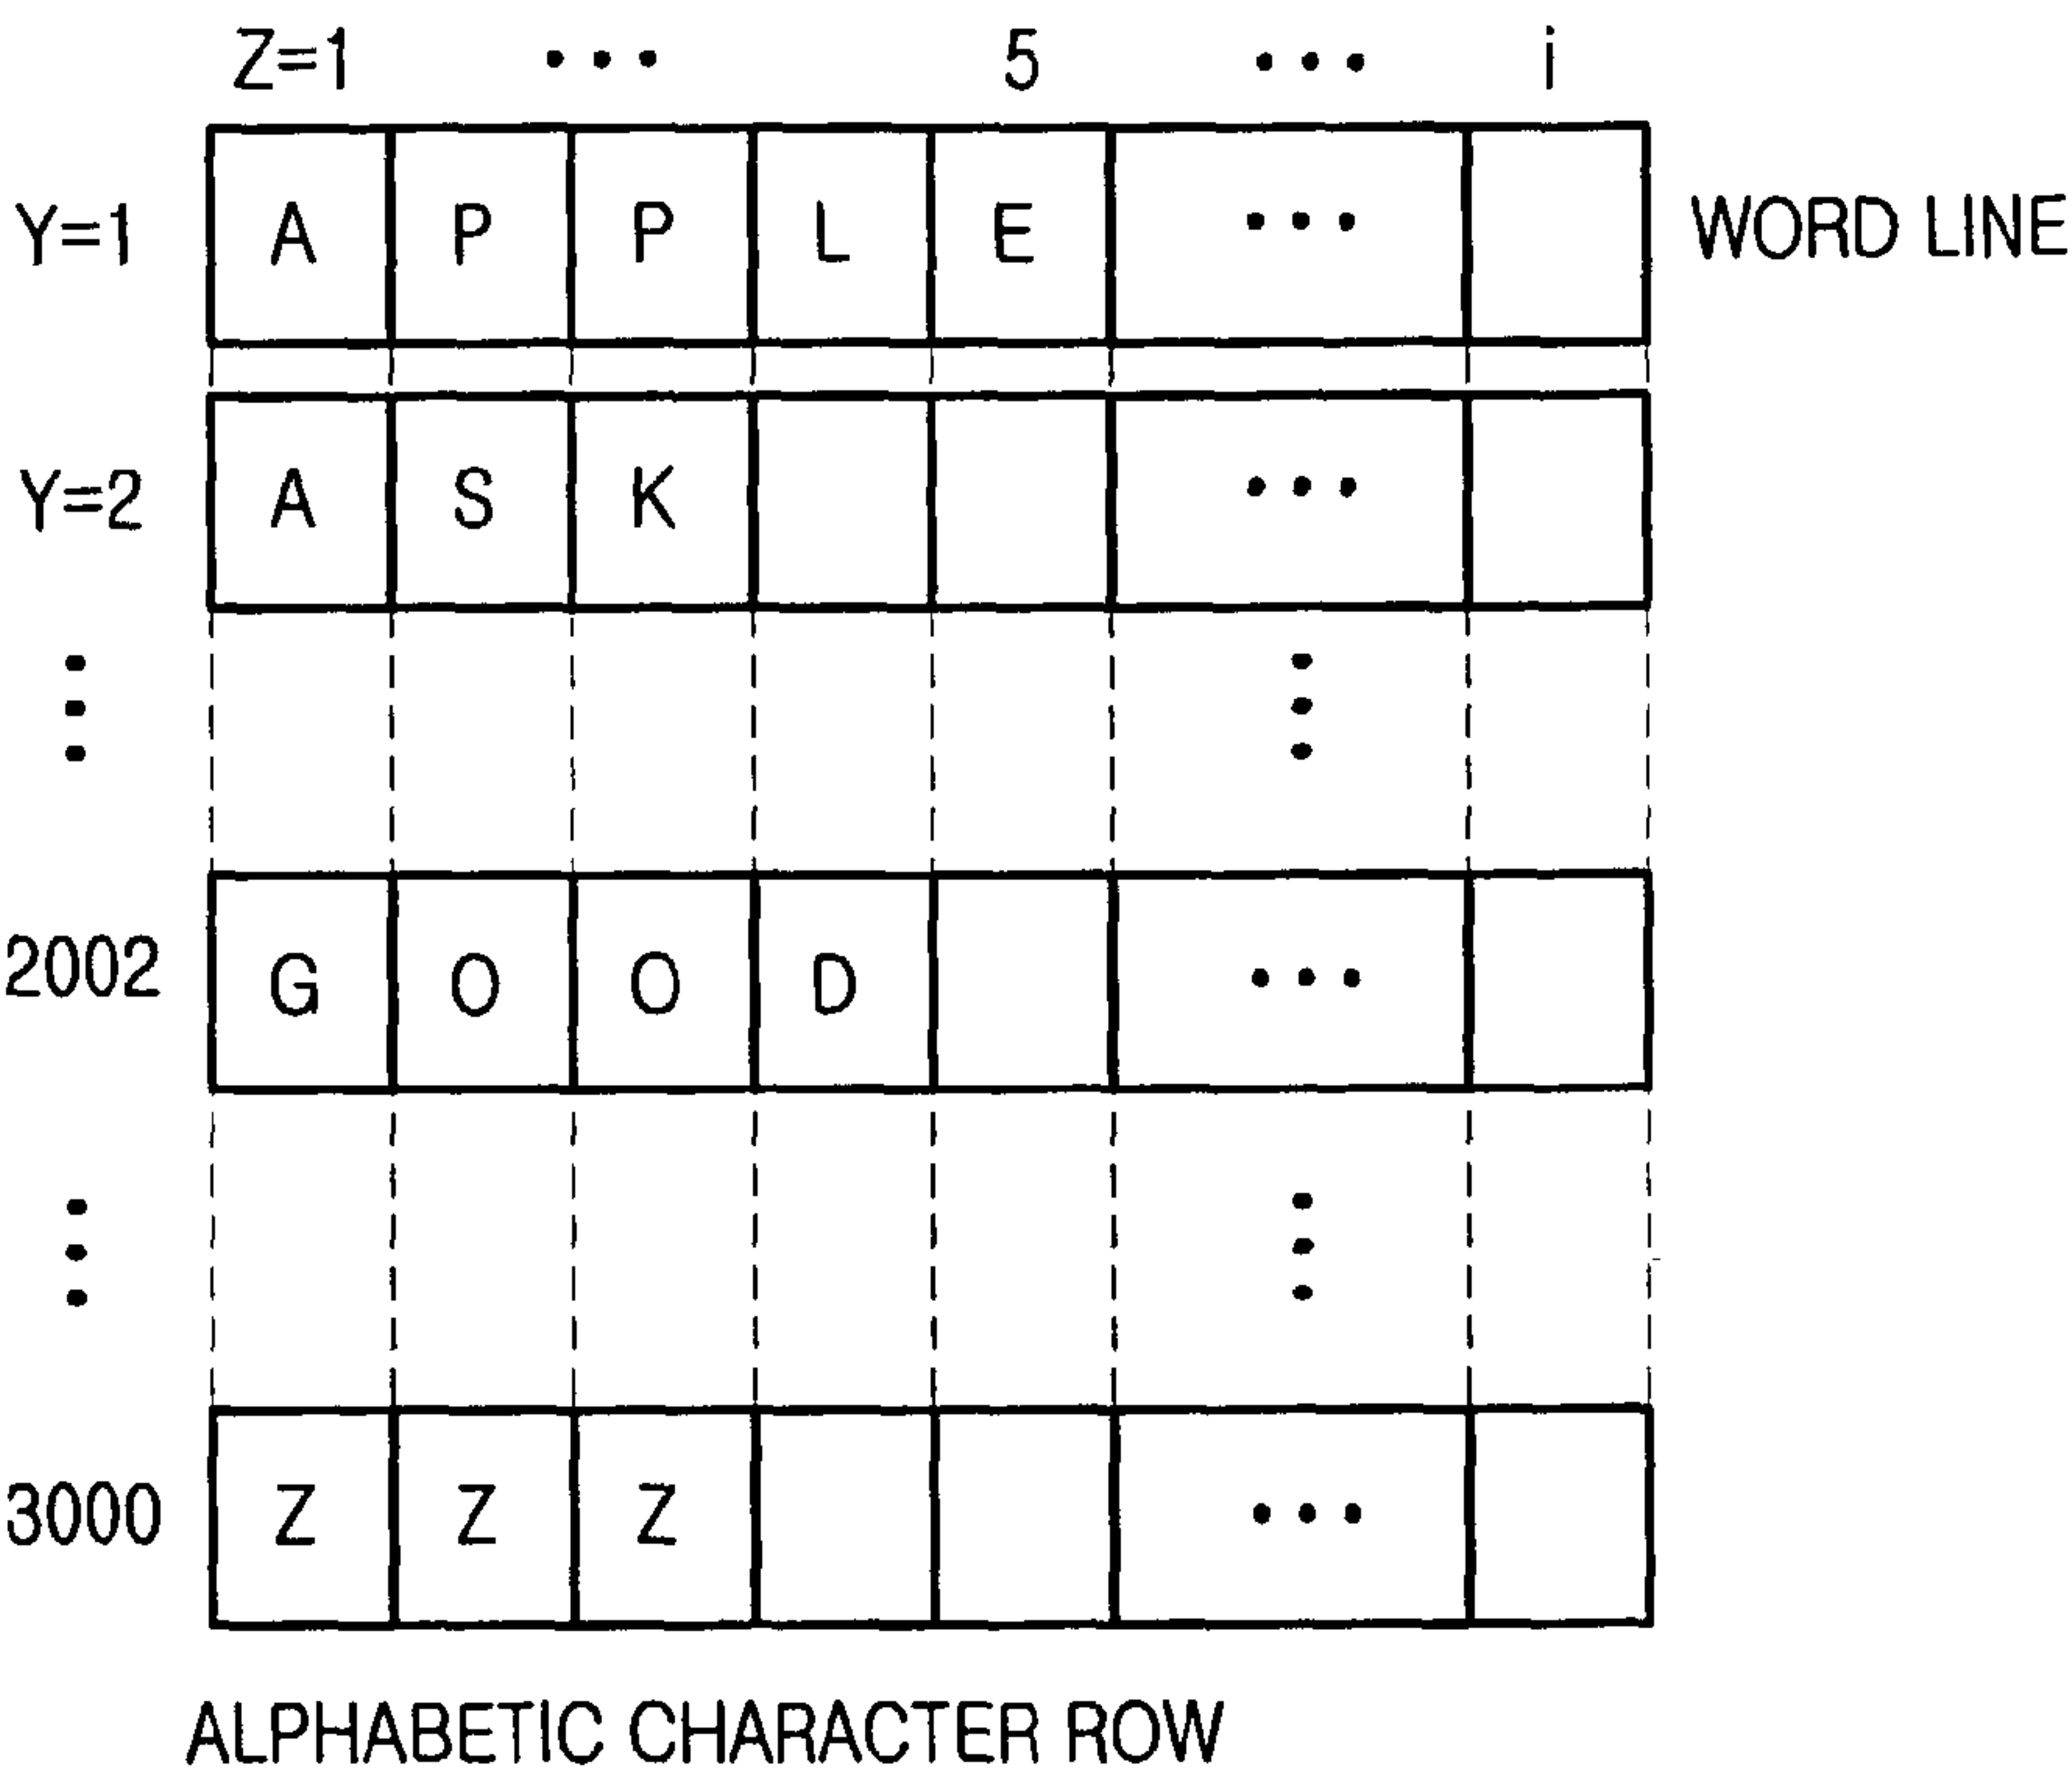 Z=1 ••• 5 ••• i
Y=1 A P P L E ••• WORD LINE
Y=2 A S K •••
2002 G O O D •••
3000 Z Z Z •••
ALPHABETIC CHARACTER ROW